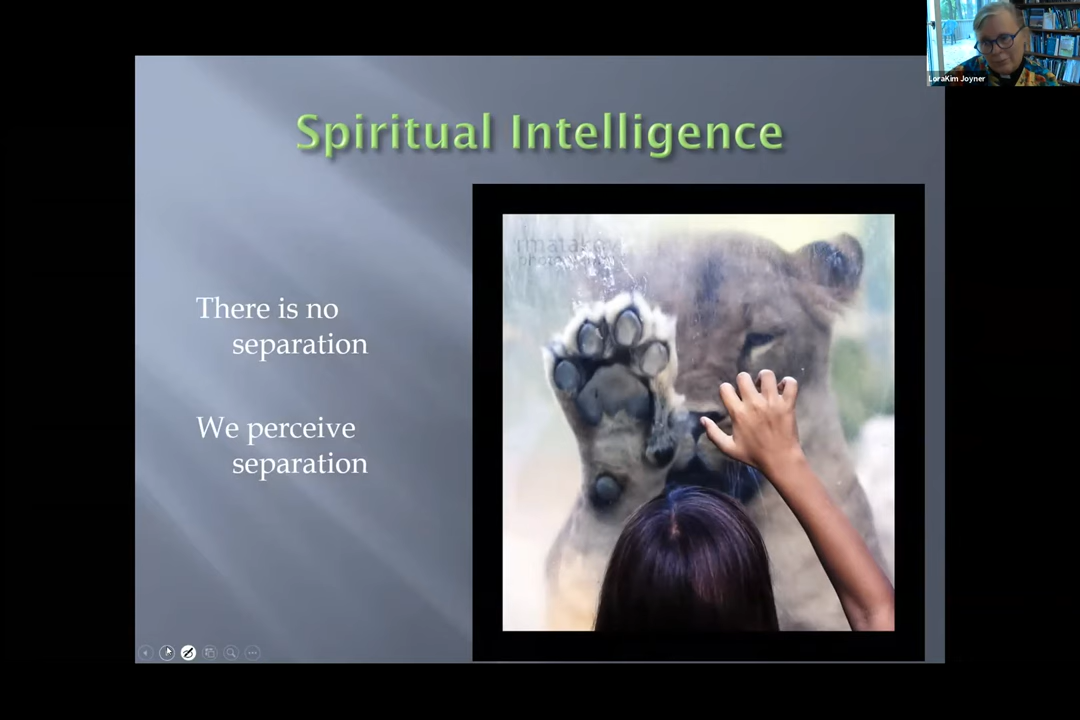 LoraKim Joyner
Spiritual Intelligence
There is no
separation
We perceive
separation